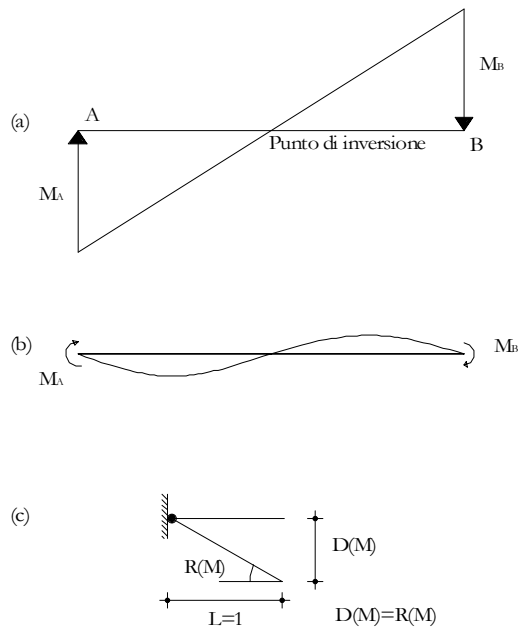 MB
(a)
A
Punto di inversione
B
MA
(b)
MB
MA
(c)
D(M)
R(M)
L=1
D(M)=R(M)